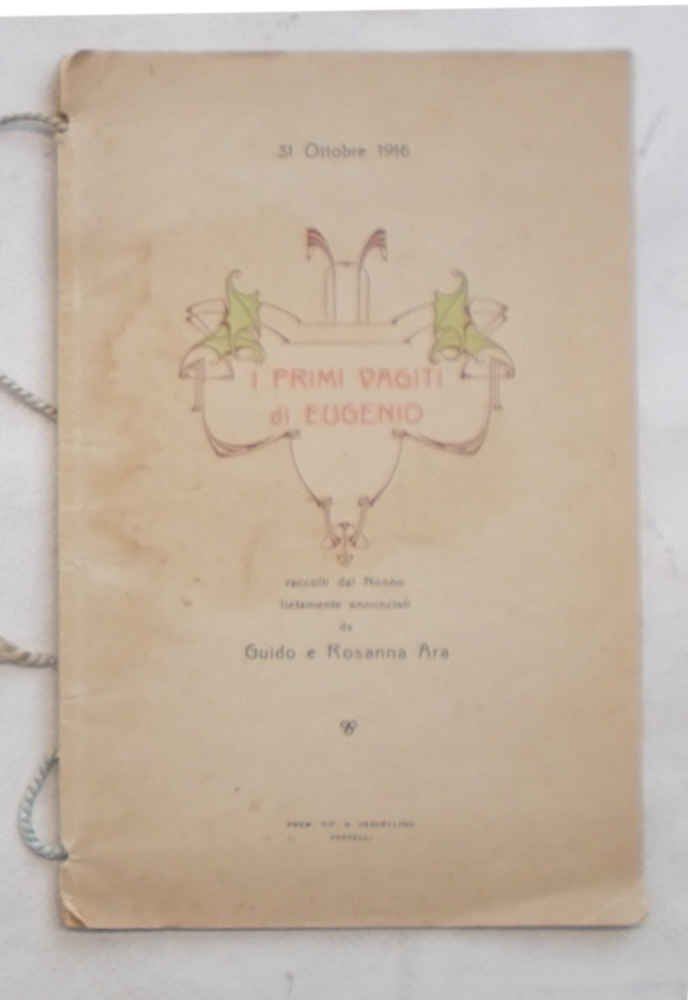 31 Ottobre 1916
I PRIMI VAGITI
di EUGENIO
raccolti dal Nonno
lietamente annunciati
da
Guido e Rosanna Ara